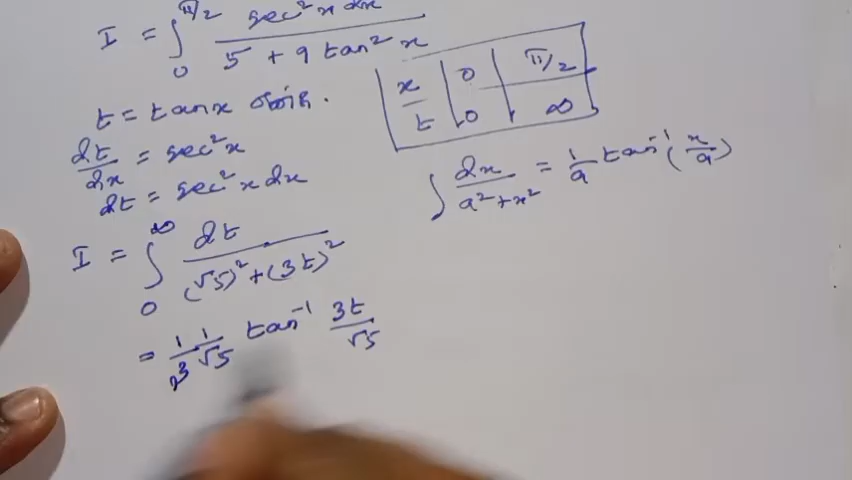 I = ∫₀^π/2 sec²x dx / 5 + 9 tan²x
t = tanx என்க.
x | 0 | π/2
t | 0 | ∞
dt/dx = sec²x
dt = sec²x dx
∫ dx / a²+x² = 1/a tan⁻¹(x/a)
I = ∫₀^∞ dt / (√5)²+(3t)²
= 1/3 1/√5 tan⁻¹ 3t/√5